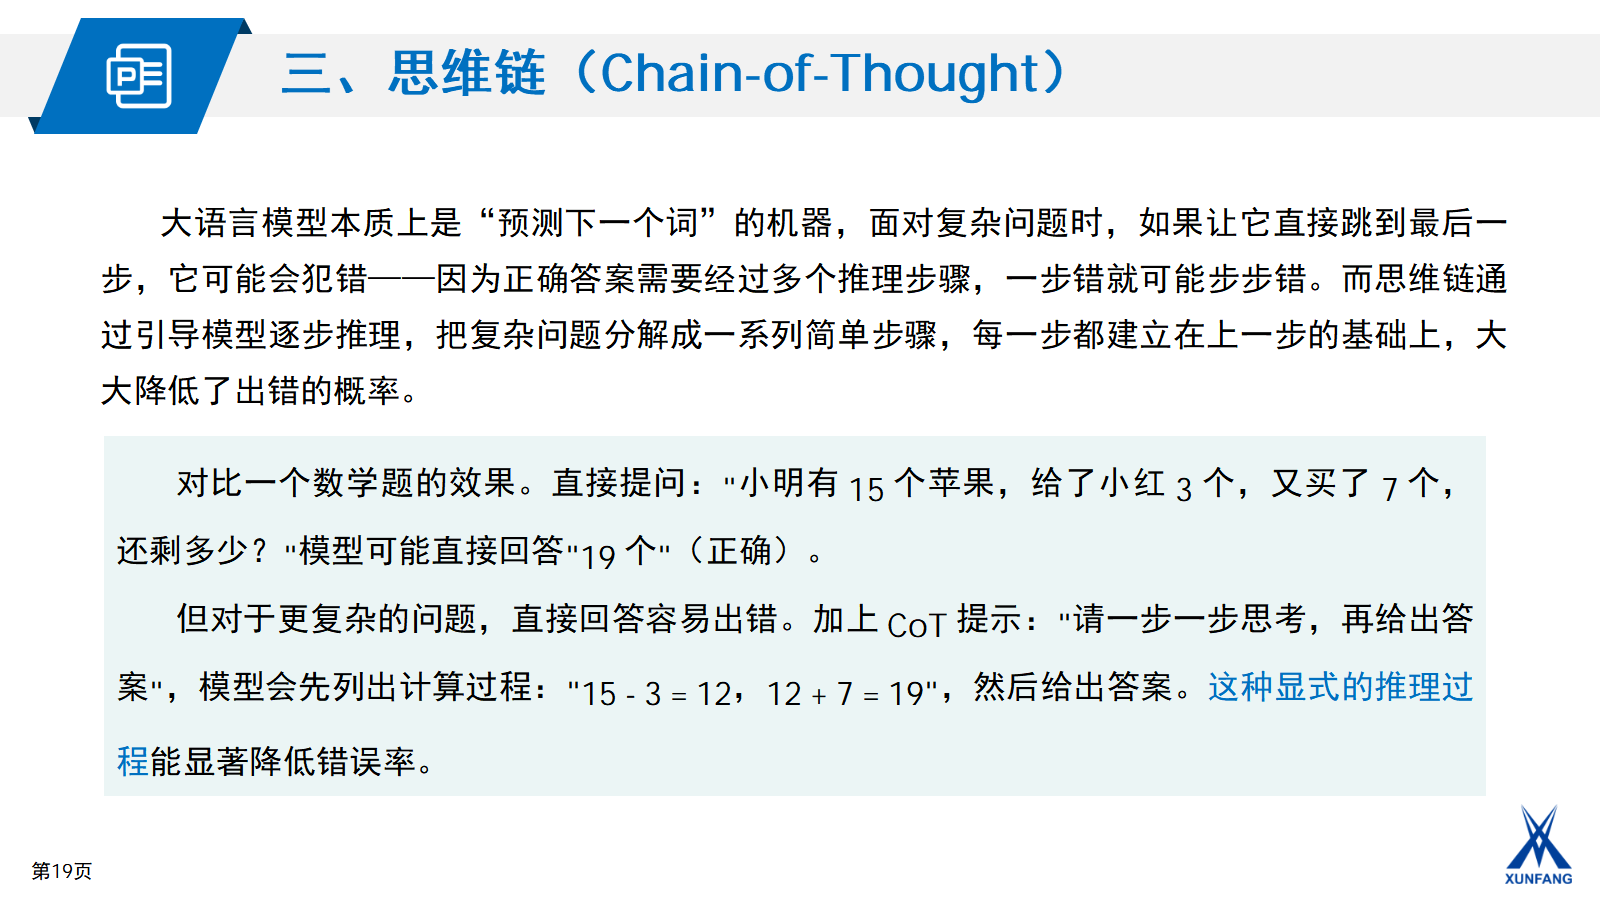 三、思维链（Chain-of-Thought）
大语言模型本质上是“预测下一个词”的机器，面对复杂问题时，如果让它直接跳到最后一
步，它可能会犯错——因为正确答案需要经过多个推理步骤，一步错就可能步步错。而思维链通
过引导模型逐步推理，把复杂问题分解成一系列简单步骤，每一步都建立在上一步的基础上，大
大降低了出错的概率。
对比一个数学题的效果。直接提问："小明有 15 个苹果，给了小红 3 个，又买了 7 个，
还剩多少？"模型可能直接回答"19 个"（正确）。
但对于更复杂的问题，直接回答容易出错。加上 CoT 提示："请一步一步思考，再给出答
案"，模型会先列出计算过程："15 - 3 = 12，12 + 7 = 19"，然后给出答案。这种显式的推理过
程能显著降低错误率。
第19页
XUNFANG